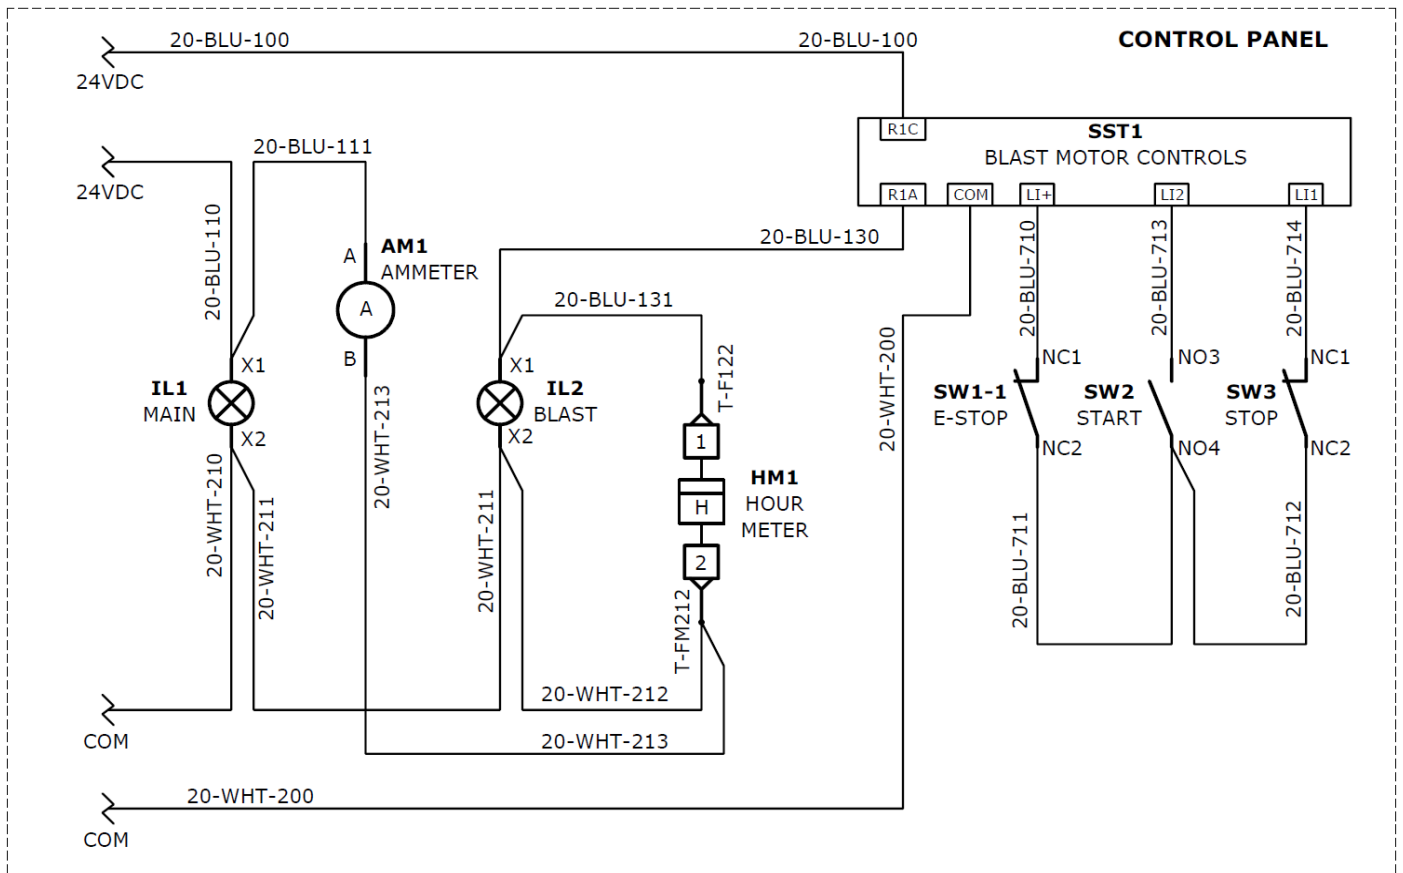 20-BLU-100
20-BLU-100
CONTROL PANEL
24VDC
R1C
SST1
BLAST MOTOR CONTROLS
20-BLU-111
24VDC
R1A
COM
LI+
LI2
LI1
20-BLU-110
20-BLU-130
20-BLU-710
20-BLU-713
20-BLU-714
A
AM1
AMMETER
A
B
20-BLU-131
20-WHT-200
T-F122
X1
IL1
MAIN
X2
20-WHT-213
X1
IL2
BLAST
X2
NC1
SW1-1
E-STOP
NC2
NO3
SW2
START
NO4
NC1
SW3
STOP
NC2
1
HM1
HOUR
METER
H
2
20-WHT-210
20-WHT-211
20-WHT-211
20-BLU-711
20-BLU-712
T-FM212
20-WHT-212
COM
20-WHT-213
20-WHT-200
COM